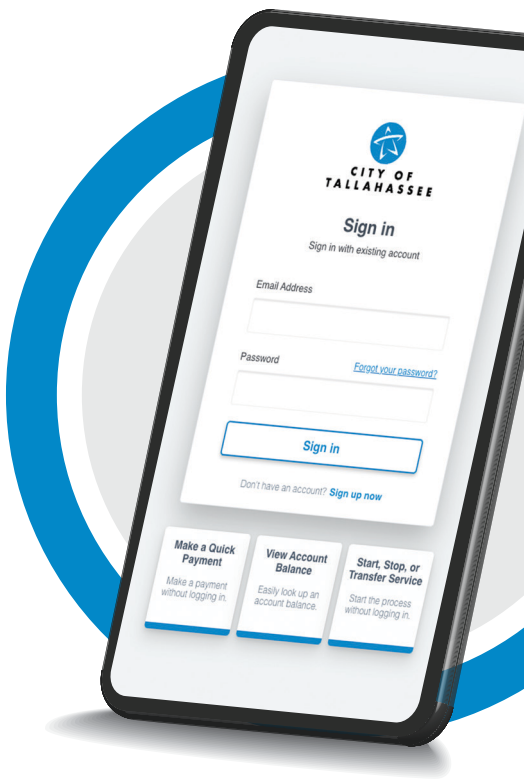 CITY OF
TALLAHASSEE
Sign in
Sign in with existing account
Email Address
Password
Forgot your password?
Sign in
Don't have an account? Sign up now
Make a Quick
Payment
Make a payment
without logging in.
View Account
Balance
Easily look up an
account balance.
Start, Stop, or
Transfer Service
Start the process
without logging in.